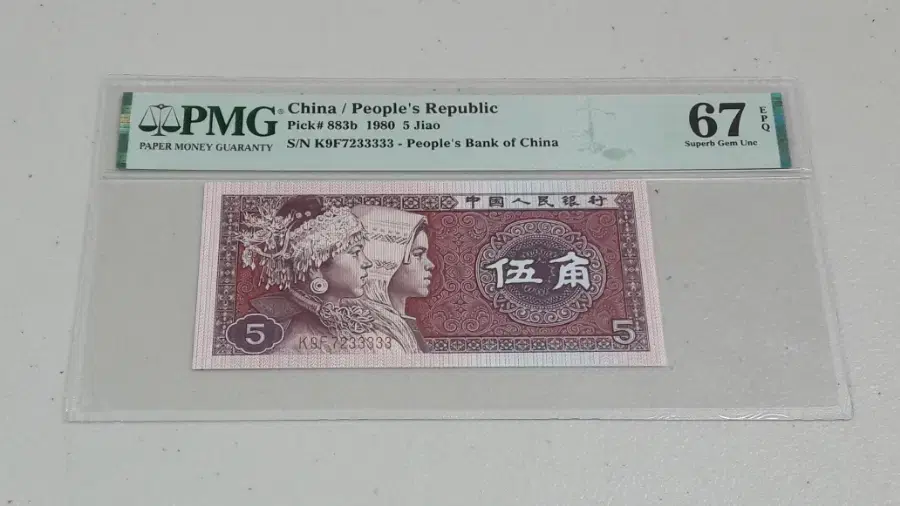 PMG®
PAPER MONEY GUARANTY
China / People's Republic
Pick# 883b 1980 5 Jiao
S/N K9F7233333 - People's Bank of China
67
EPQ
Superb Gem Unc
中国人民银行
伍角
5
K9F7233333
5